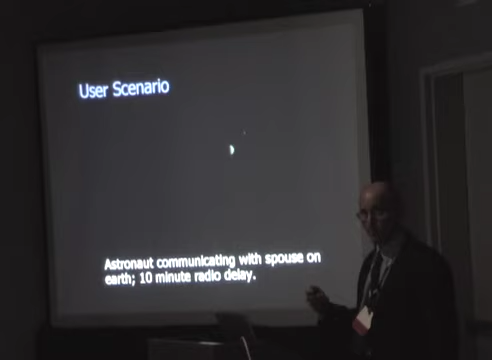 User Scenario
Astronaut communicating with spouse on
earth; 10 minute radio delay.